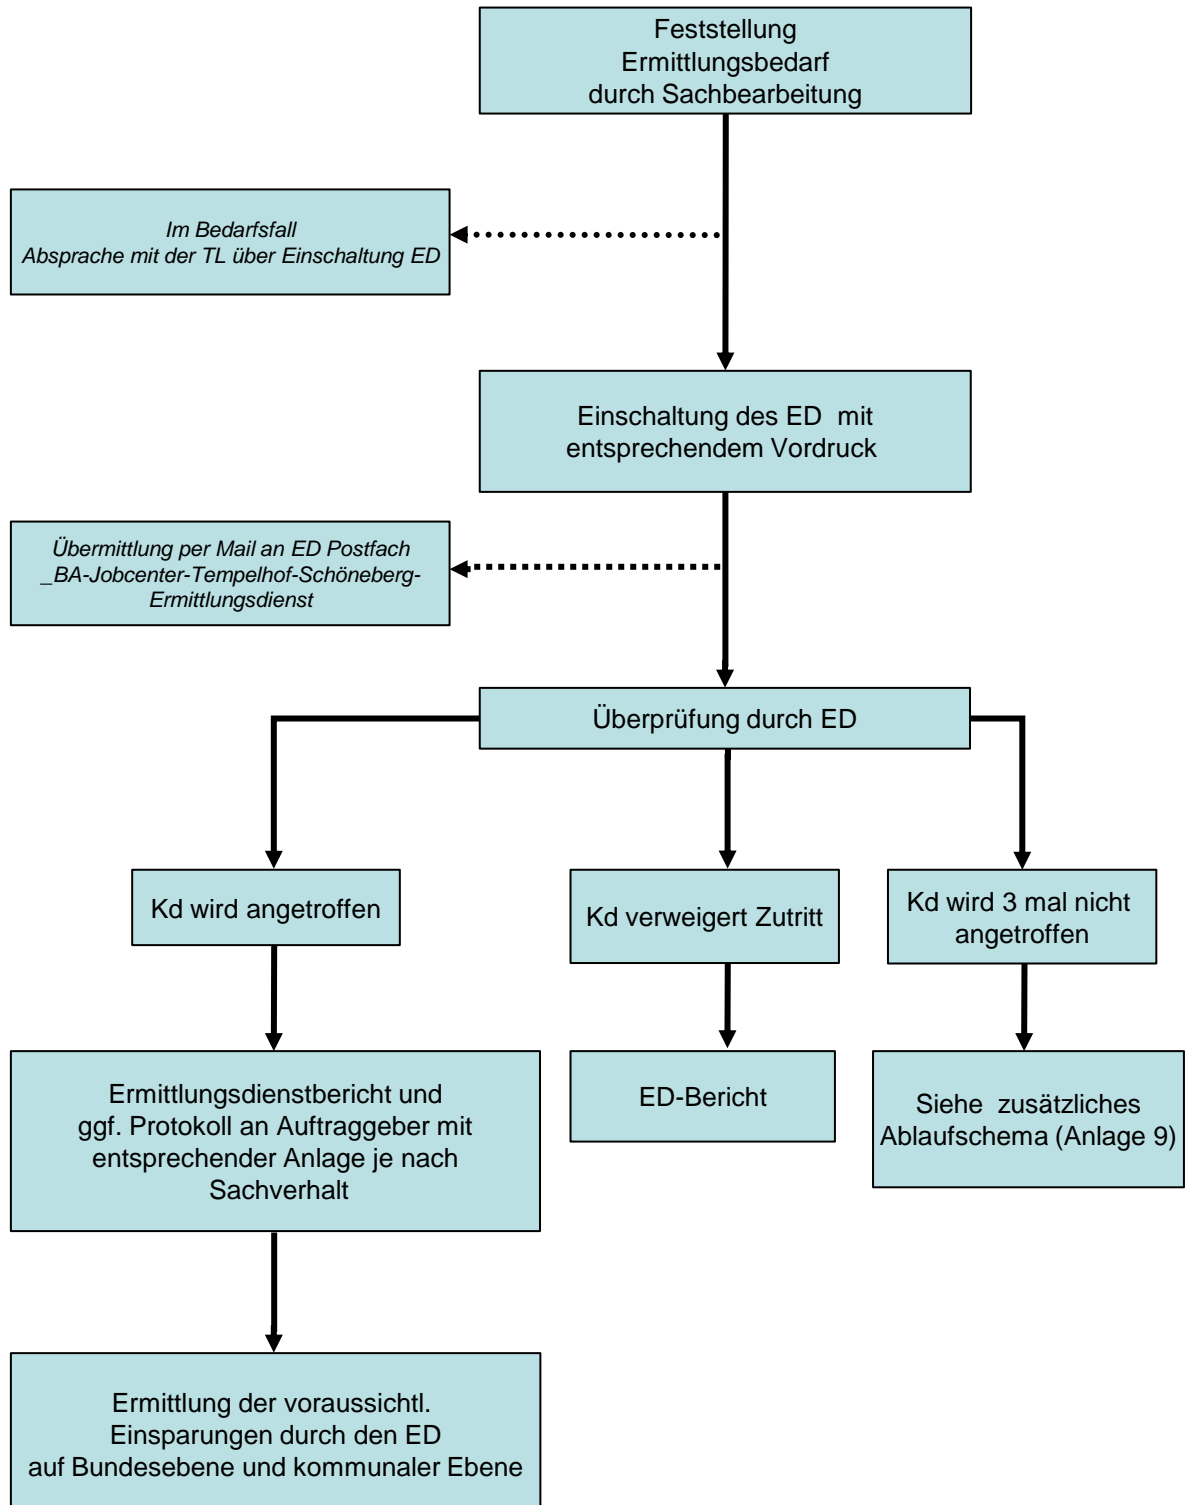 Feststellung
Ermittlungsbedarf
durch Sachbearbeitung
Im Bedarfsfall
Absprache mit der TL über Einschaltung ED
Einschaltung des ED mit
entsprechendem Vordruck
Übermittlung per Mail an ED Postfach
_BA-Jobcenter-Tempelhof-Schöneberg-
Ermittlungsdienst
Überprüfung durch ED
Kd wird angetroffen
Kd verweigert Zutritt
Kd wird 3 mal nicht
angetroffen
Ermittlungsdienstbericht und
ggf. Protokoll an Auftraggeber mit
entsprechender Anlage je nach
Sachverhalt
ED-Bericht
Siehe zusätzliches
Ablaufschema (Anlage 9)
Ermittlung der voraussichtl.
Einsparungen durch den ED
auf Bundesebene und kommunaler Ebene